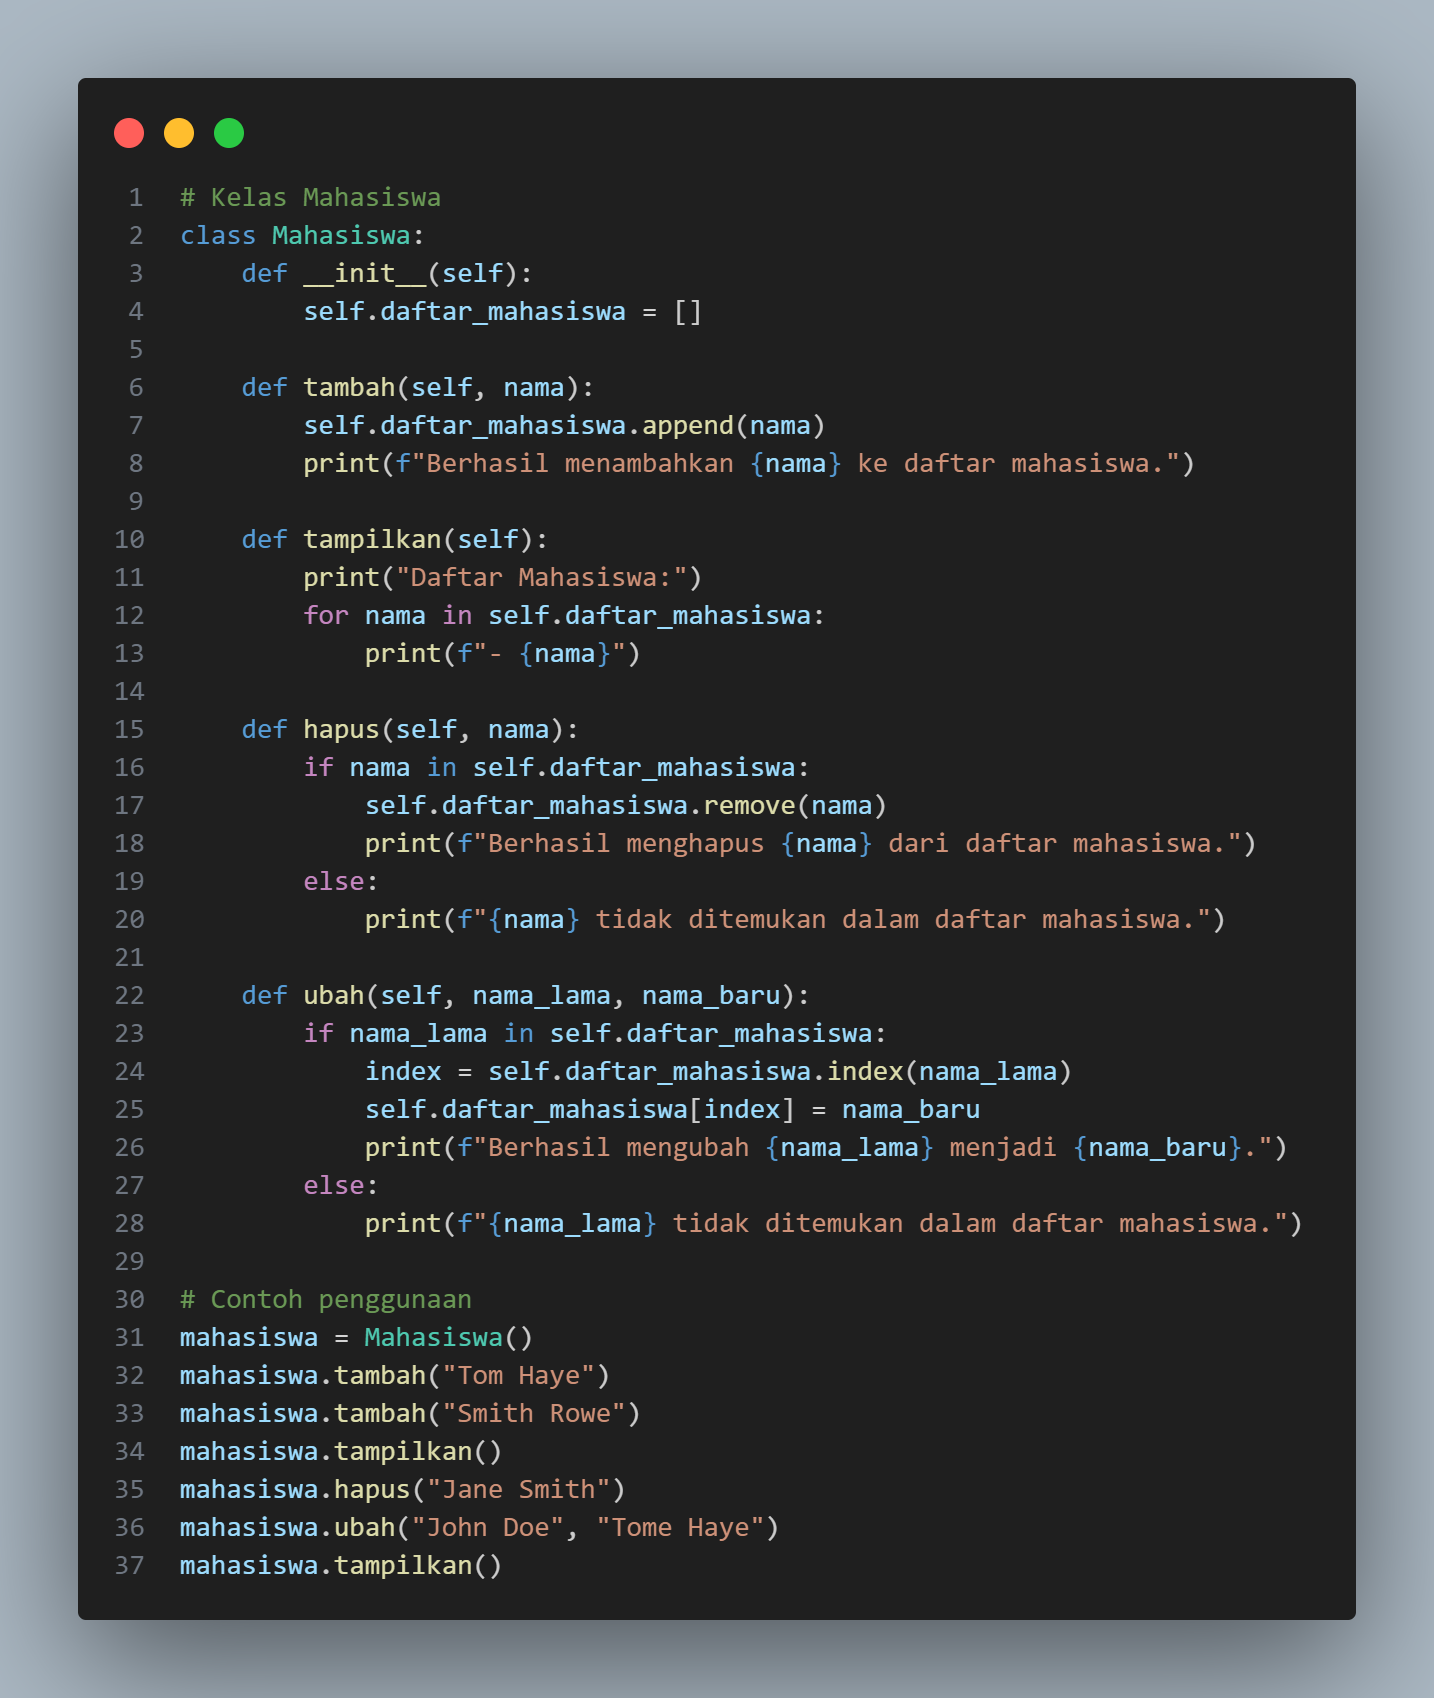 1 # Kelas Mahasiswa
2 class Mahasiswa:
3     def __init__(self):
4         self.daftar_mahasiswa = []
5
6     def tambah(self, nama):
7         self.daftar_mahasiswa.append(nama)
8         print(f"Berhasil menambahkan {nama} ke daftar mahasiswa.")
9
10     def tampilkan(self):
11         print("Daftar Mahasiswa:")
12         for nama in self.daftar_mahasiswa:
13             print(f"- {nama}")
14
15     def hapus(self, nama):
16         if nama in self.daftar_mahasiswa:
17             self.daftar_mahasiswa.remove(nama)
18             print(f"Berhasil menghapus {nama} dari daftar mahasiswa.")
19         else:
20             print(f"{nama} tidak ditemukan dalam daftar mahasiswa.")
21
22     def ubah(self, nama_lama, nama_baru):
23         if nama_lama in self.daftar_mahasiswa:
24             index = self.daftar_mahasiswa.index(nama_lama)
25             self.daftar_mahasiswa[index] = nama_baru
26             print(f"Berhasil mengubah {nama_lama} menjadi {nama_baru}.")
27         else:
28             print(f"{nama_lama} tidak ditemukan dalam daftar mahasiswa.")
29
30 # Contoh penggunaan
31 mahasiswa = Mahasiswa()
32 mahasiswa.tambah("Tom Haye")
33 mahasiswa.tambah("Smith Rowe")
34 mahasiswa.tampilkan()
35 mahasiswa.hapus("Jane Smith")
36 mahasiswa.ubah("John Doe", "Tome Haye")
37 mahasiswa.tampilkan()